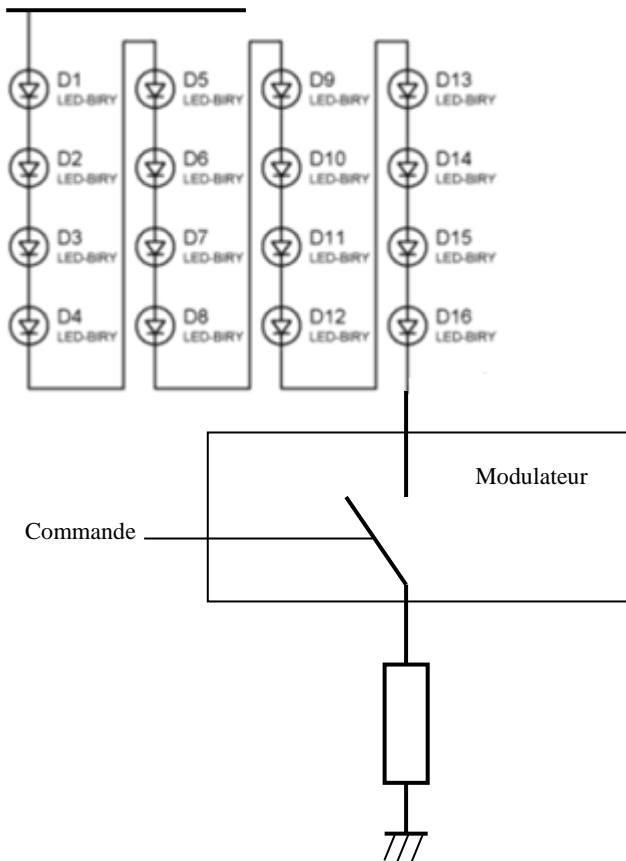 D1
LED-BIRY
D5
LED-BIRY
D9
LED-BIRY
D13
LED-BIRY
D2
LED-BIRY
D6
LED-BIRY
D10
LED-BIRY
D14
LED-BIRY
D3
LED-BIRY
D7
LED-BIRY
D11
LED-BIRY
D15
LED-BIRY
D4
LED-BIRY
D8
LED-BIRY
D12
LED-BIRY
D16
LED-BIRY
Modulateur
Commande